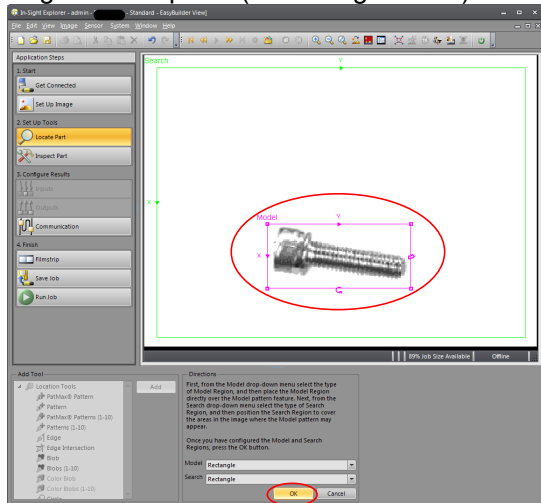 In-Sight Explorer - admin - - Standard - EasyBuilder View]
File Edit View Image Sensor System Window Help
Application Steps
1. Start
Get Connected
Set Up Image
2. Set Up Tools
Locate Part
Inspect Part
3. Configure Results
Inputs
Outputs
Communication
4. Finish
Filmstrip
Save Job
Run Job
Search
Y
X
Model
Y
X
89% Job Size Available
Offline
Add Tool
Location Tools
PatMax® Pattern
Pattern
PatMax® Patterns (1-10)
Patterns (1-10)
Edge
Edge Intersection
Blob
Blobs (1-10)
Color Blob
Color Blobs (1-10)
Circle
Add
Directions
First, from the Model drop-down menu select the type
of Model Region, and then place the Model Region
directly over the Model pattern feature. Next, from the
Search drop-down menu select the type of Search
Region, and then position the Search Region to cover
the areas in the image where the Model pattern may
appear.
Once you have configured the Model and Search
Regions, press the OK button.
Model Rectangle
Search Rectangle
OK
Cancel